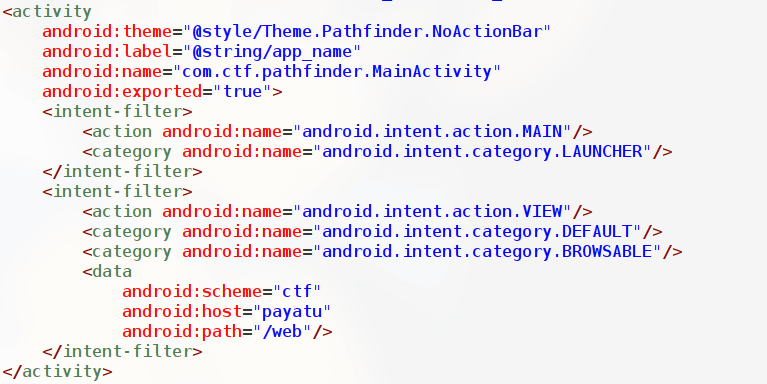 <activity
android:theme="@style/Theme.Pathfinder.NoActionBar"
android:label="@string/app_name"
android:name="com.ctf.pathfinder.MainActivity"
android:exported="true">
<intent-filter>
<action android:name="android.intent.action.MAIN"/>
<category android:name="android.intent.category.LAUNCHER"/>
</intent-filter>
<intent-filter>
<action android:name="android.intent.action.VIEW"/>
<category android:name="android.intent.category.DEFAULT"/>
<category android:name="android.intent.category.BROWSABLE"/>
<data
android:scheme="ctf"
android:host="payatu"
android:path="/web"/>
</intent-filter>
</activity>